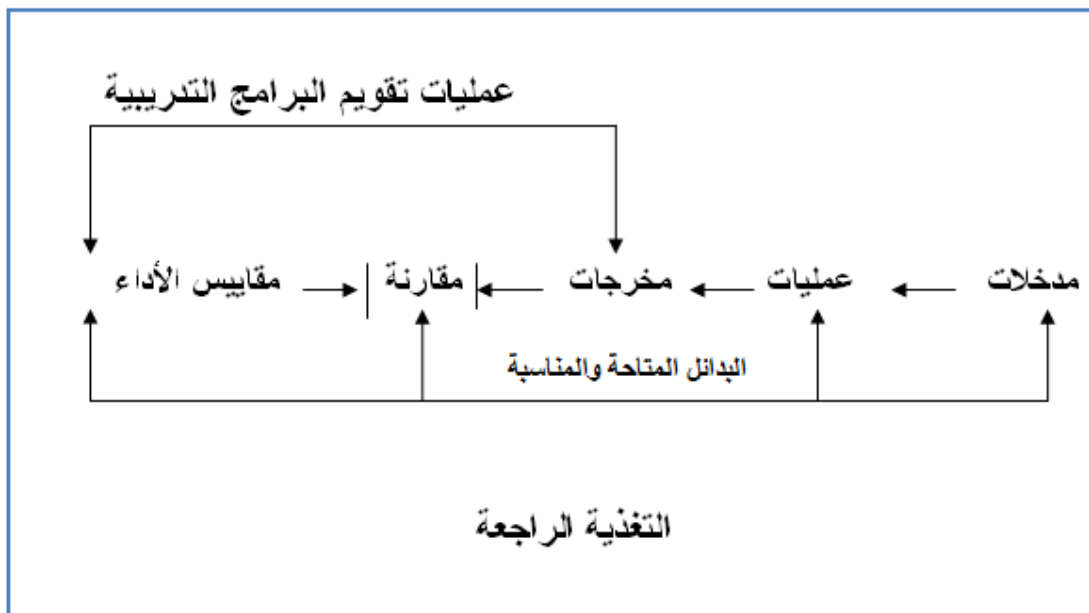 عمليات تقويم البرامج التدريبية
مدخلات عمليات مخرجات مقارنة مقاييس الأداء
البدائل المتاحة والمناسبة
التغذية الراجعة